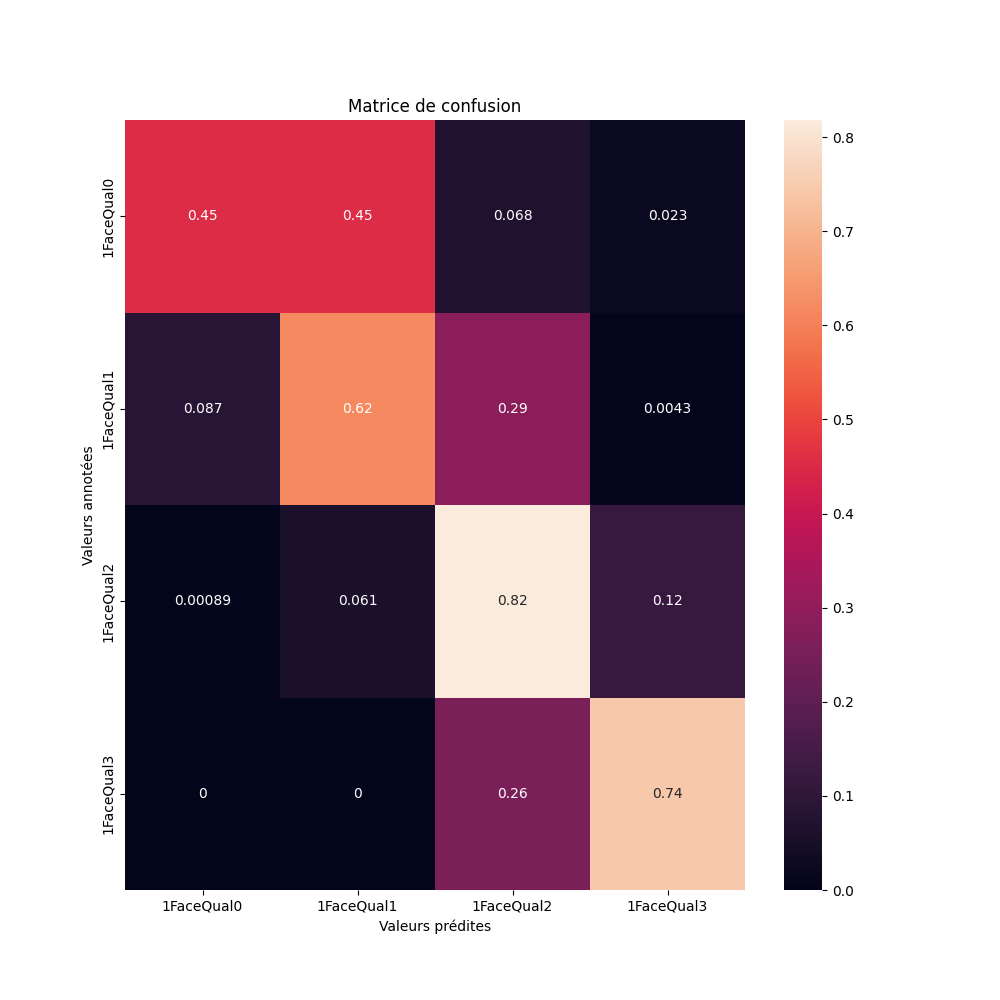 Matrice de confusion
1FaceQual0
0.45 0.45 0.068 0.023
1FaceQual1
0.087 0.62 0.29 0.0043
Valeurs annotées
1FaceQual2
0.00089 0.061 0.82 0.12
1FaceQual3
0 0 0.26 0.74
1FaceQual0 1FaceQual1 1FaceQual2 1FaceQual3
Valeurs prédites
0.8
0.7
0.6
0.5
0.4
0.3
0.2
0.1
0.0